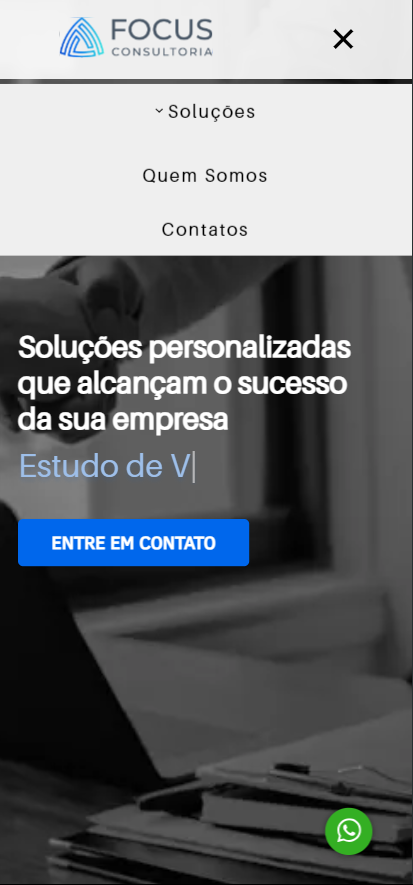 FOCUS
CONSULTORIA
Soluções
Quem Somos
Contatos
Soluções personalizadas
que alcançam o sucesso
da sua empresa
Estudo de V
ENTRE EM CONTATO